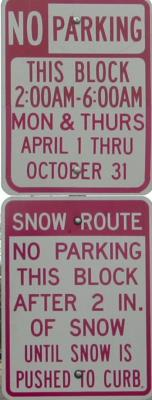 NO PARKING
THIS BLOCK
2:00AM-6:00AM
MON & THURS
APRIL 1 THRU
OCTOBER 31
SNOW ROUTE
NO PARKING
THIS BLOCK
AFTER 2 IN.
OF SNOW
UNTIL SNOW IS
PUSHED TO CURB.